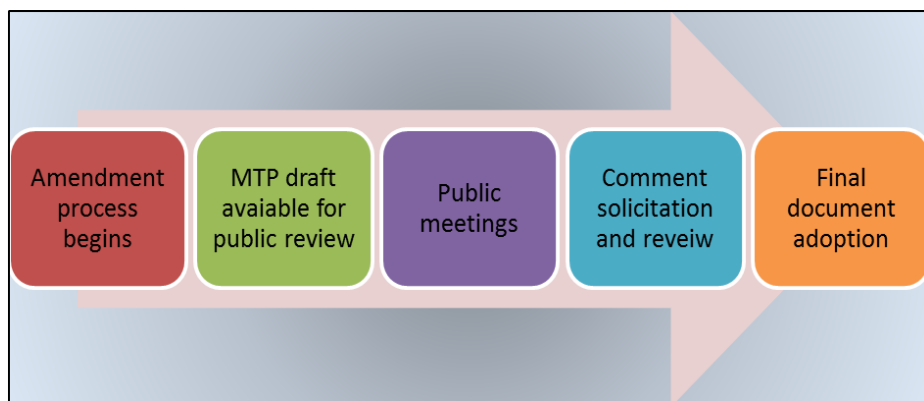 Amendment
process
begins
MTP draft
avaiable for
public review
Public
meetings
Comment
solicitation
and reveiw
Final
document
adoption